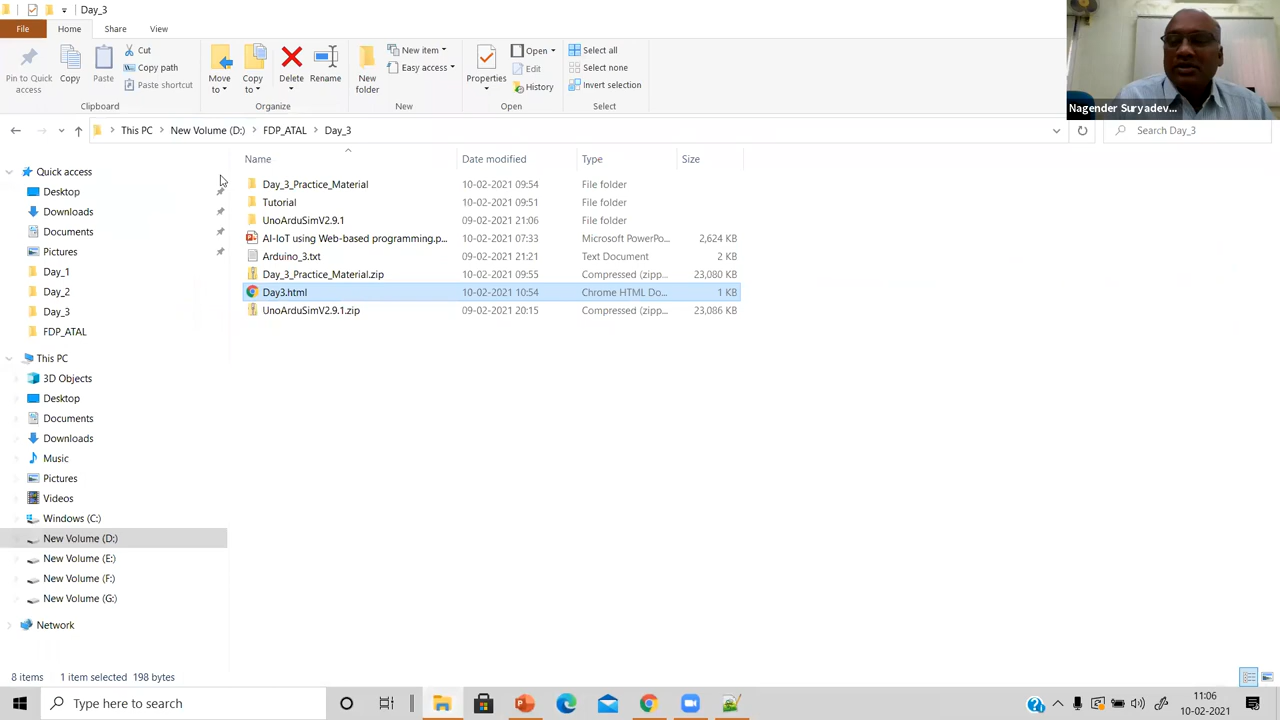 Day_3
File Home Share View
Pin to Quick access
Copy
Paste
Cut
Copy path
Paste shortcut
Clipboard
Move to
Copy to
Delete
Rename
Organize
New folder
New item
Easy access
New
Properties
Open
Edit
History
Open
Select all
Select none
Invert selection
Select
Nagender Suryadev...
This PC New Volume (D:) FDP_ATAL Day_3
Search Day_3
Quick access
Desktop
Downloads
Documents
Pictures
Day_1
Day_2
Day_3
FDP_ATAL
This PC
3D Objects
Desktop
Documents
Downloads
Music
Pictures
Videos
Windows (C:)
New Volume (D:)
New Volume (E:)
New Volume (F:)
New Volume (G:)
Network
Name Date modified Type Size
Day_3_Practice_Material 10-02-2021 09:54 File folder
Tutorial 10-02-2021 09:51 File folder
UnoArduSimV2.9.1 09-02-2021 21:06 File folder
AI-IoT using Web-based programming.p... 10-02-2021 07:33 Microsoft PowerPo... 2,624 KB
Arduino_3.txt 09-02-2021 21:21 Text Document 2 KB
Day_3_Practice_Material.zip 10-02-2021 09:55 Compressed (zipp... 23,080 KB
Day3.html 10-02-2021 10:54 Chrome HTML Do... 1 KB
UnoArduSimV2.9.1.zip 09-02-2021 20:15 Compressed (zipp... 23,086 KB
8 items 1 item selected 198 bytes
Type here to search
11:06
10-02-2021